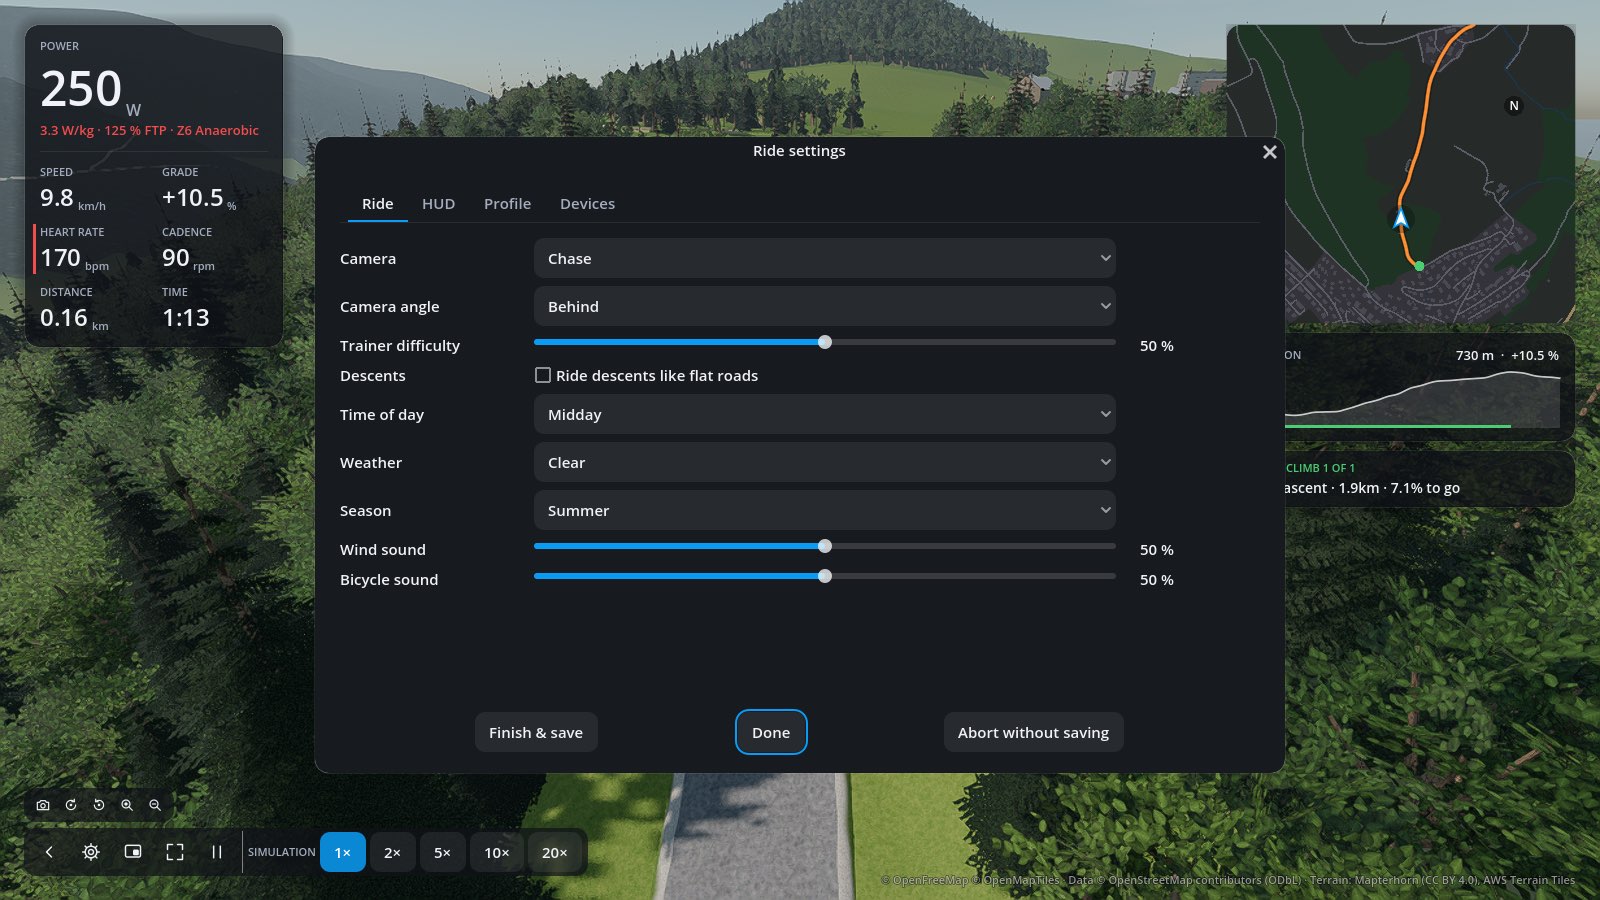 POWER
250 W
3.3 W/kg · 125 % FTP · Z6 Anaerobic
SPEED GRADE
9.8 km/h +10.5 %
HEART RATE CADENCE
170 bpm 90 rpm
DISTANCE TIME
0.16 km 1:13
N
Ride settings
Ride HUD Profile Devices
Camera Chase
Camera angle Behind
Trainer difficulty 50 %
Descents Ride descents like flat roads
Time of day Midday
Weather Clear
Season Summer
Wind sound 50 %
Bicycle sound 50 %
Finish & save Done Abort without saving
ON 730 m · +10.5 %
CLIMB 1 OF 1
ascent · 1.9km · 7.1% to go
SIMULATION 1× 2× 5× 10× 20×
© OpenFreeMap © OpenMapTiles · Data © OpenStreetMap contributors (ODbL) · Terrain: Mapterhorn (CC BY 4.0), AWS Terrain Tiles